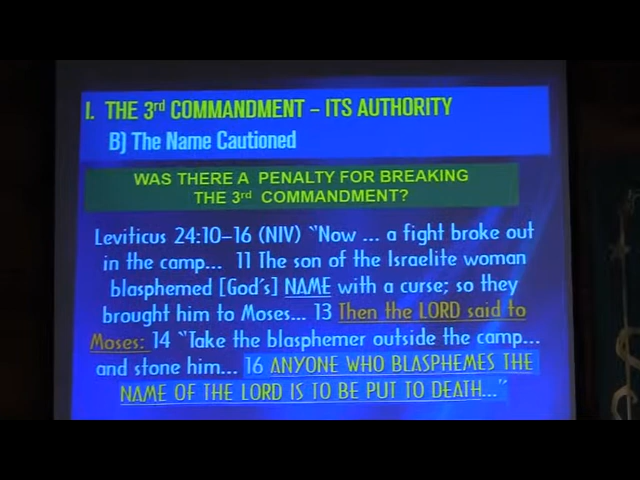 I. THE 3rd COMMANDMENT – ITS AUTHORITY
B) The Name Cautioned
WAS THERE A PENALTY FOR BREAKING
THE 3rd COMMANDMENT?
Leviticus 24:10–16 (NIV) “Now ... a fight broke out
in the camp... 11 The son of the Israelite woman
blasphemed [God's] NAME with a curse; so they
brought him to Moses... 13 Then the LORD said to
Moses: 14 “Take the blasphemer outside the camp...
and stone him... 16 ANYONE WHO BLASPHEMES THE
NAME OF THE LORD IS TO BE PUT TO DEATH...”